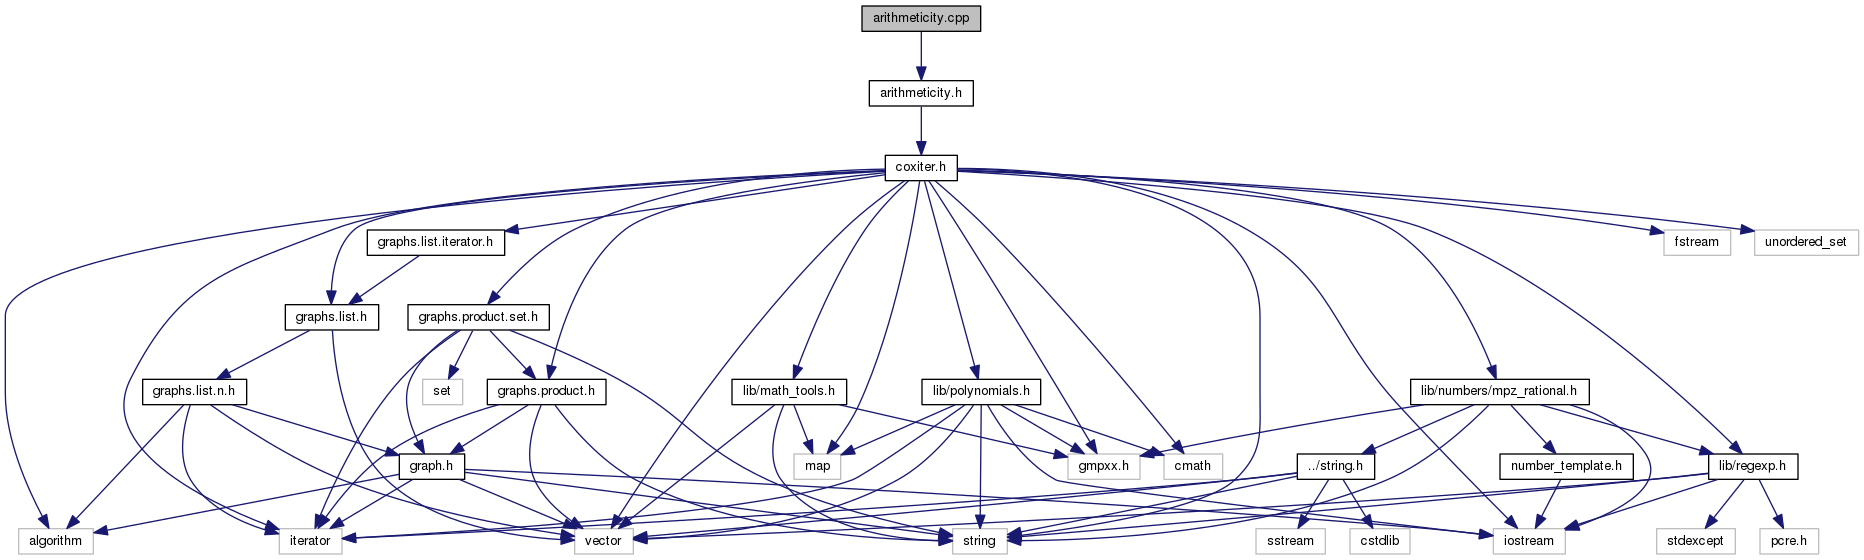 arithmeticity.cpp
arithmeticity.h
coxiter.h
graphs.list.iterator.h
fstream
unordered_set
graphs.list.h
graphs.product.set.h
graphs.list.n.h
set
graphs.product.h
lib/math_tools.h
lib/polynomials.h
lib/numbers/mpz_rational.h
graph.h
map
gmpxx.h
cmath
../string.h
number_template.h
lib/regexp.h
algorithm
iterator
vector
string
sstream
cstdlib
iostream
stdexcept
pcre.h